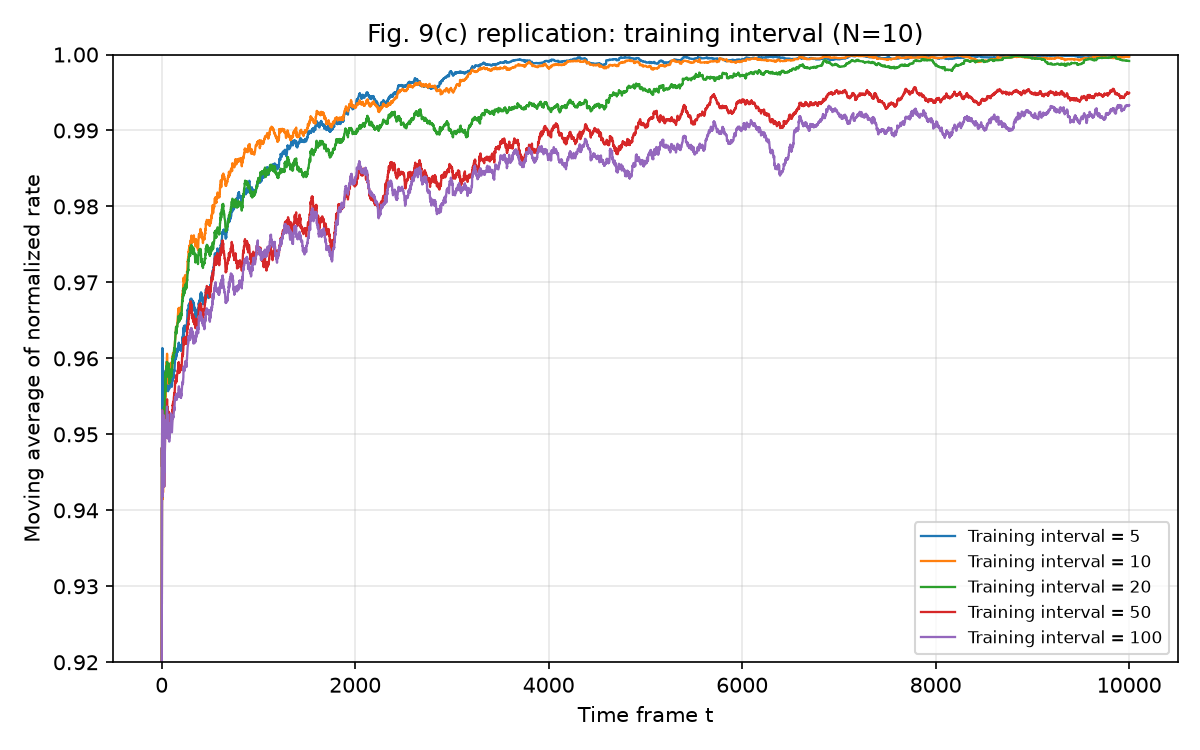 Fig. 9(c) replication: training interval (N=10)
Moving average of normalized rate
1.00
0.99
0.98
0.97
0.96
0.95
0.94
0.93
0.92
Training interval = 5
Training interval = 10
Training interval = 20
Training interval = 50
Training interval = 100
0 2000 4000 6000 8000 10000
Time frame t